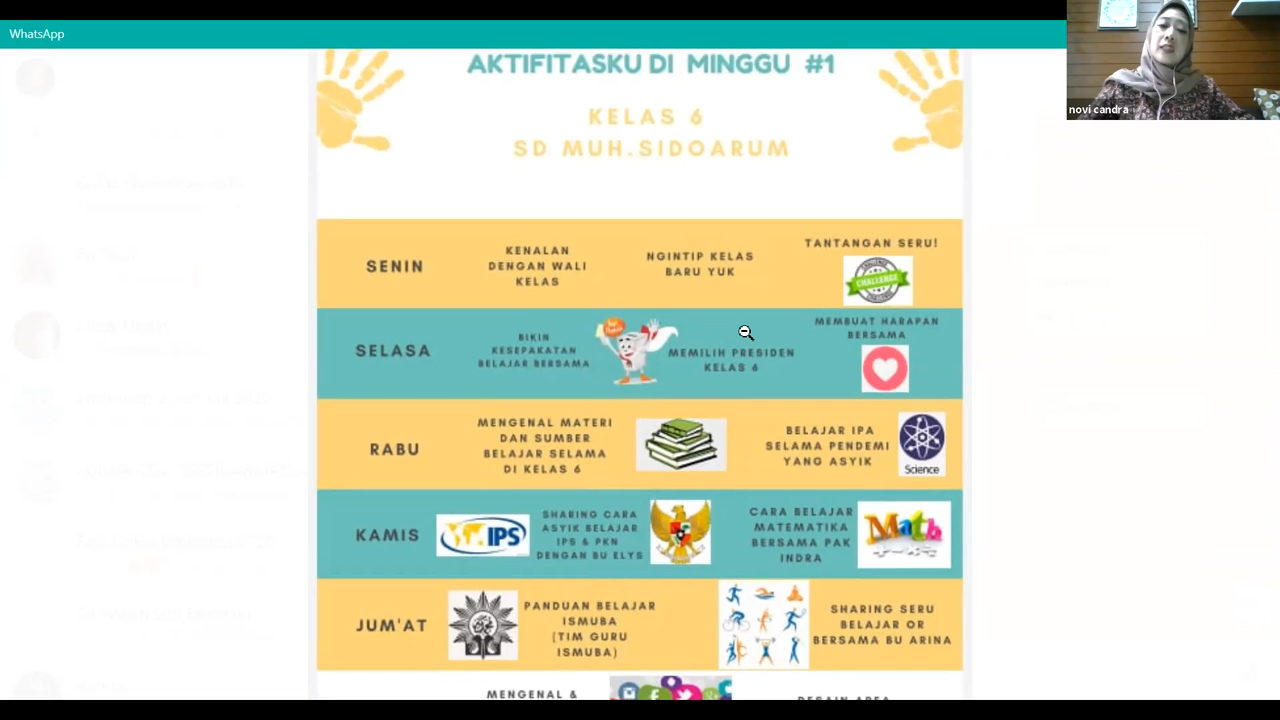 WhatsApp
novi candra
AKTIFITASKU DI MINGGU #1
KELAS 6
SD MUH.SIDOARUM
SENIN
KENALAN
DENGAN WALI
KELAS
NGINTIP KELAS
BARU YUK
TANTANGAN SERU!
CHALLENGE
SELASA
BIKIN
KESEPAKATAN
BELAJAR BERSAMA
MEMILIH PRESIDEN
KELAS 6
MEMBUAT HARAPAN
BERSAMA
RABU
MENGENAL MATERI
DAN SUMBER
BELAJAR SELAMA
DI KELAS 6
BELAJAR IPA
SELAMA PENDEMI
YANG ASYIK
Science
KAMIS
IPS
SHARING CARA
ASYIK BELAJAR
IPS & PKN
DENGAN BU ELYS
CARA BELAJAR
MATEMATIKA
BERSAMA PAK
INDRA
Math
JUM'AT
PANDUAN BELAJAR
ISMUBA
(TIM GURU
ISMUBA)
SHARING SERU
BELAJAR OR
BERSAMA BU ARINA
MENGENAL &
DESAIN AREA